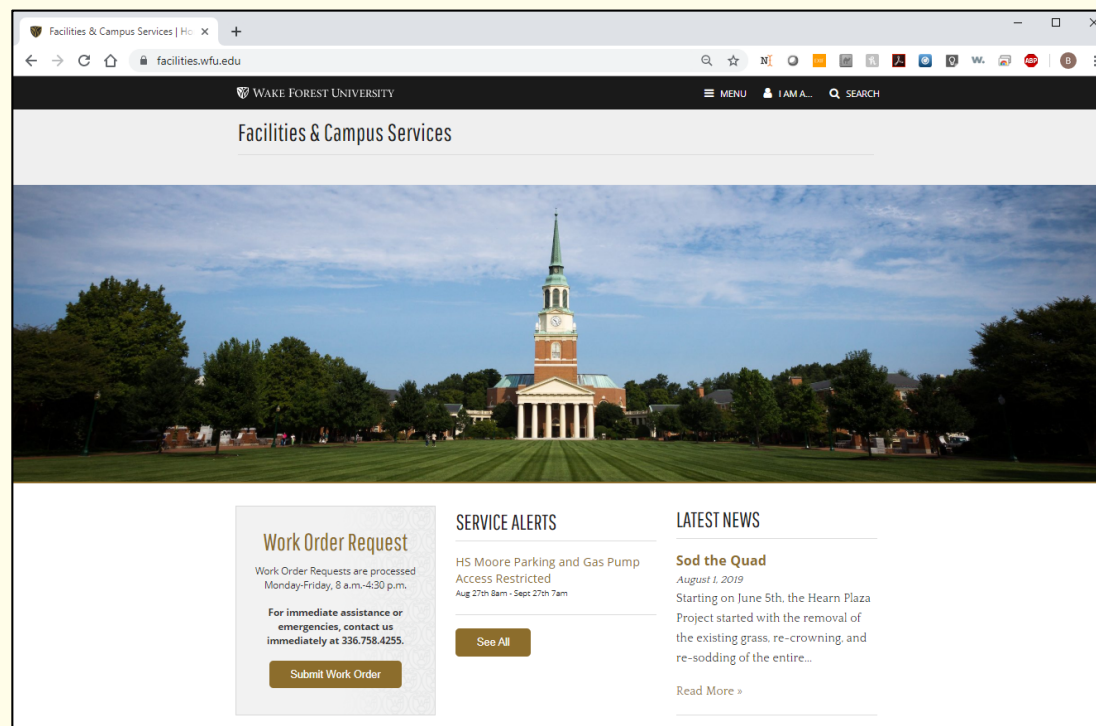 Facilities & Campus Services | Ho
facilities.wfu.edu
ABP
B
WAKE FOREST UNIVERSITY
MENU
I AM A...
SEARCH
Facilities & Campus Services
Work Order Request
Work Order Requests are processed
Monday-Friday, 8 a.m.-4:30 p.m.
For immediate assistance or
emergencies, contact us
immediately at 336.758.4255.
Submit Work Order
SERVICE ALERTS
HS Moore Parking and Gas Pump
Access Restricted
Aug 27th 8am - Sept 27th 7am
See All
LATEST NEWS
Sod the Quad
August 1, 2019
Starting on June 5th, the Hearn Plaza
Project started with the removal of
the existing grass, re-crowning, and
re-sodding of the entire...
Read More »